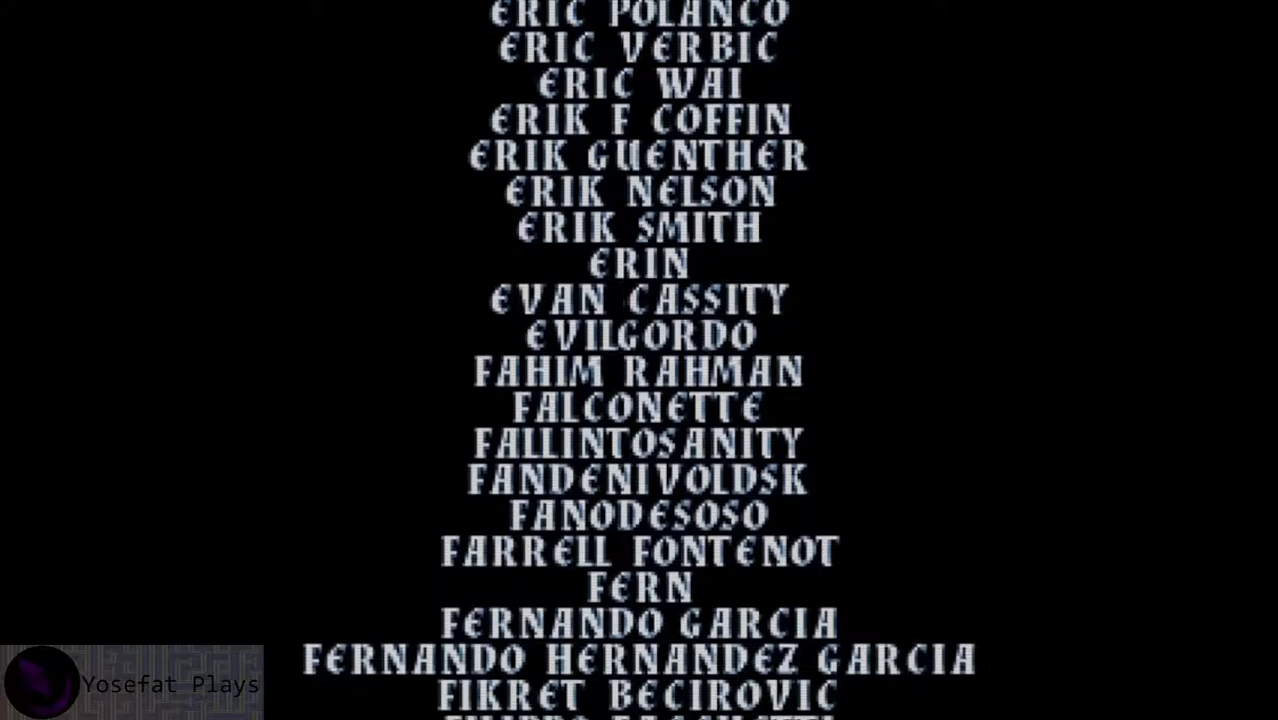 ERIC POLANCO
ERIC VERBIC
ERIC WAI
ERIK F COFFIN
ERIK GUENTHER
ERIK NELSON
ERIK SMITH
ERIN
EVAN CASSITY
EVILGORDO
FAHIM RAHMAN
FALCONETTE
FALLINTOSANITY
FANDENIVOLDSK
FANODESOSO
FARRELL FONTENOT
FERN
FERNANDO GARCIA
FERNANDO HERNANDEZ GARCIA
FIKRET BECIROVIC
Yosefat Plays